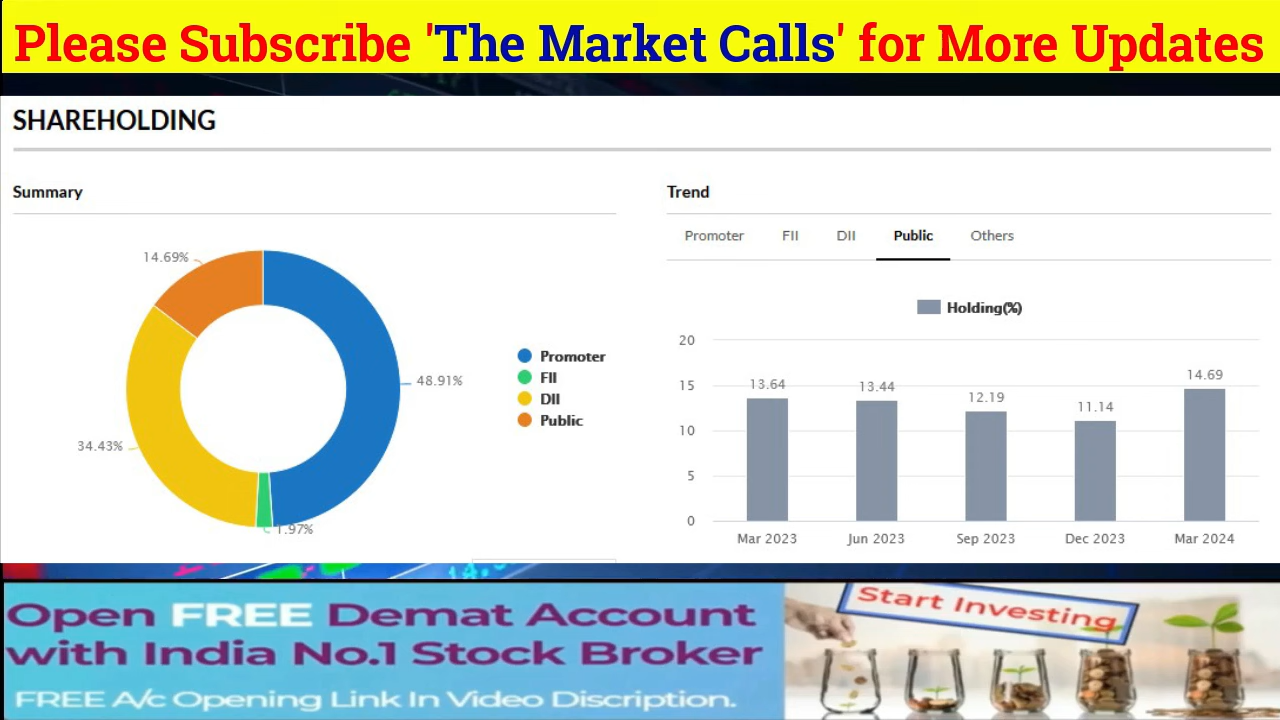 Please Subscribe 'The Market Calls' for More Updates
SHAREHOLDING
Summary
14.69%
48.91%
34.43%
1.97%
Promoter
FII
DII
Public
Trend
Promoter FII DII Public Others
Holding(%)
20
15
10
5
0
13.64
13.44
12.19
11.14
14.69
Mar 2023 Jun 2023 Sep 2023 Dec 2023 Mar 2024
Open FREE Demat Account
with India No.1 Stock Broker
FREE A/c Opening Link In Video Discription.
Start Investing